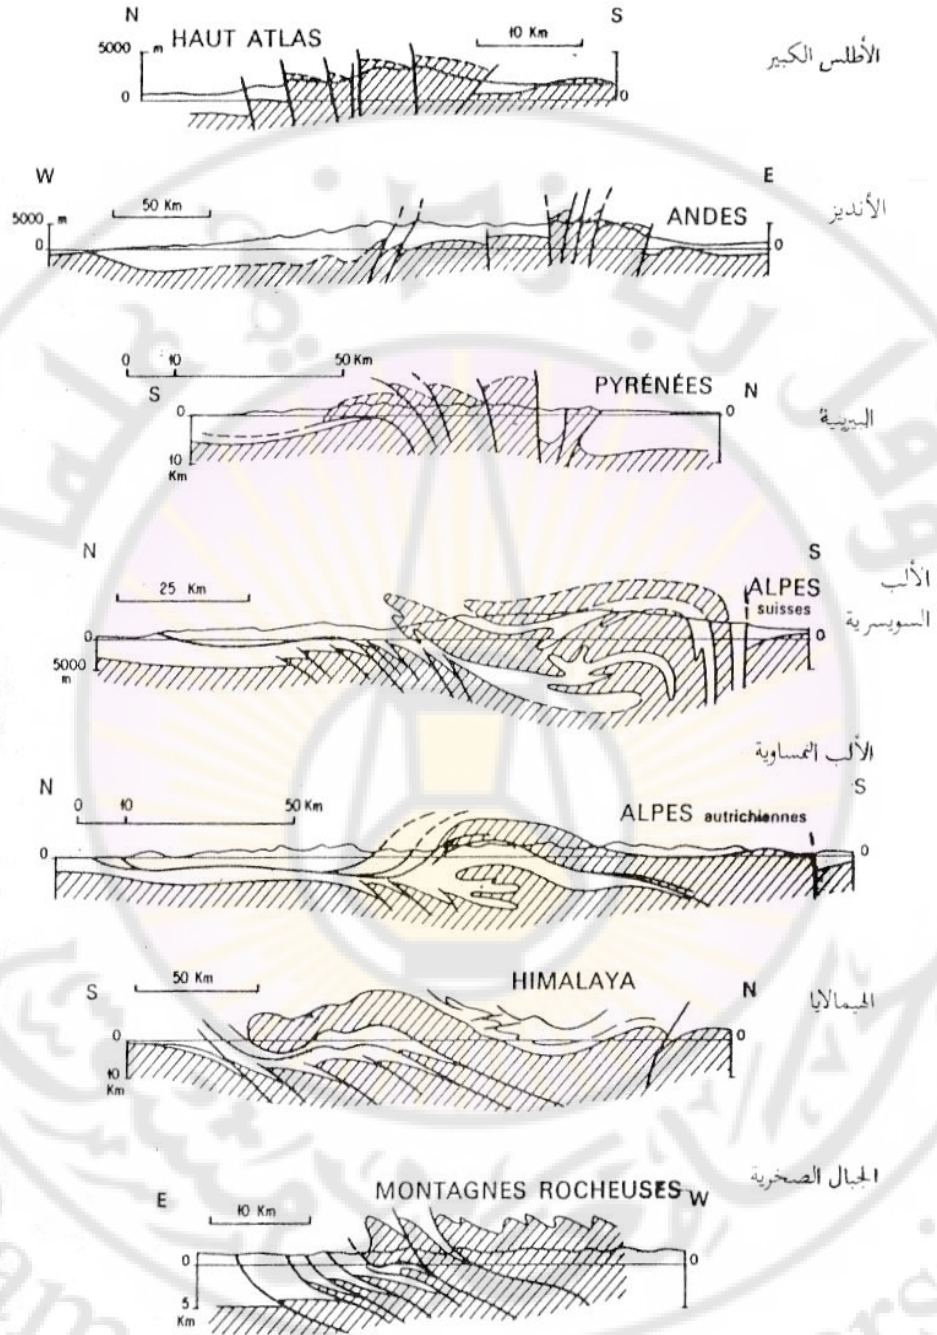 N S
HAUT ATLAS 10 Km الأطلس الكبير
5000 m 5000
0 0
W E
50 Km ANDES الأنديز
5000 m
0 0
0 10 50 Km
S PYRÉNÉES N
0 0 البيرينية
10
Km
N S
25 Km ALPES الألب
suisses السويسرية
0 0
5000
m
الألب النمساوية
N S
0 10 50 Km
ALPES autrichiennes
0 0
50 Km HIMALAYA
S N الهيمالايا
0 0
10
Km
الجبال الصخرية
E MONTAGNES ROCHEUSES W
10 Km
0 0
5
Km